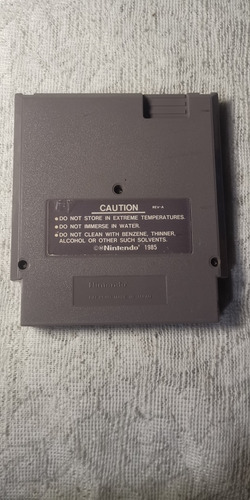 CAUTION REV-A
•DO NOT STORE IN EXTREME TEMPERATURES.
•DO NOT IMMERSE IN WATER.
•DO NOT CLEAN WITH BENZENE, THINNER,
ALCOHOL OR OTHER SUCH SOLVENTS.
©®Nintendo 1985
Nintendo